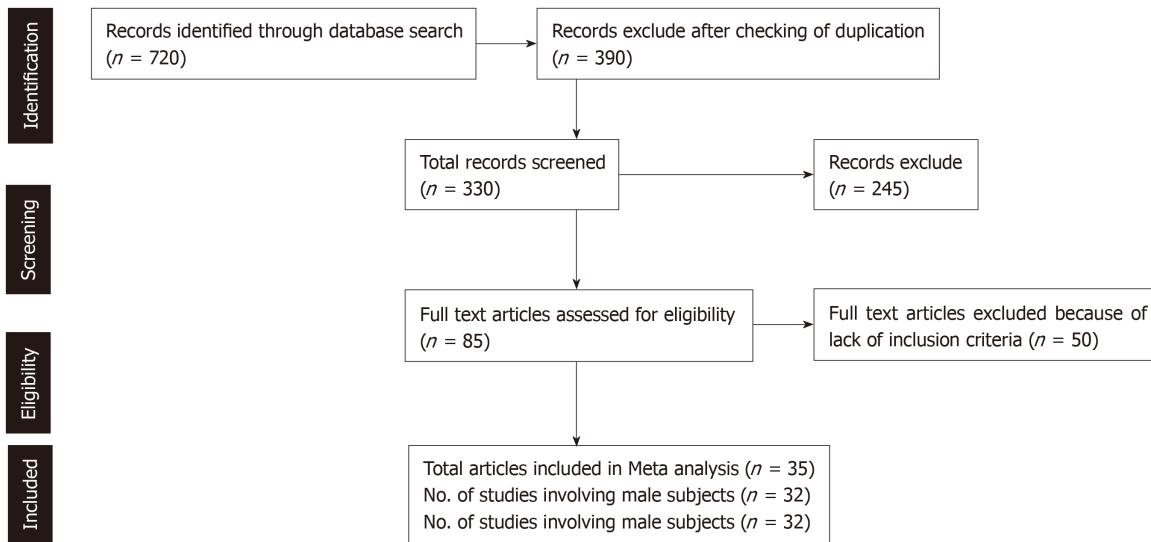 Identification
Records identified through database search
(n = 720)
Records exclude after checking of duplication
(n = 390)
Total records screened
(n = 330)
Records exclude
(n = 245)
Screening
Full text articles assessed for eligibility
(n = 85)
Full text articles excluded because of
lack of inclusion criteria (n = 50)
Eligibility
Total articles included in Meta analysis (n = 35)
No. of studies involving male subjects (n = 32)
No. of studies involving male subjects (n = 32)
Included